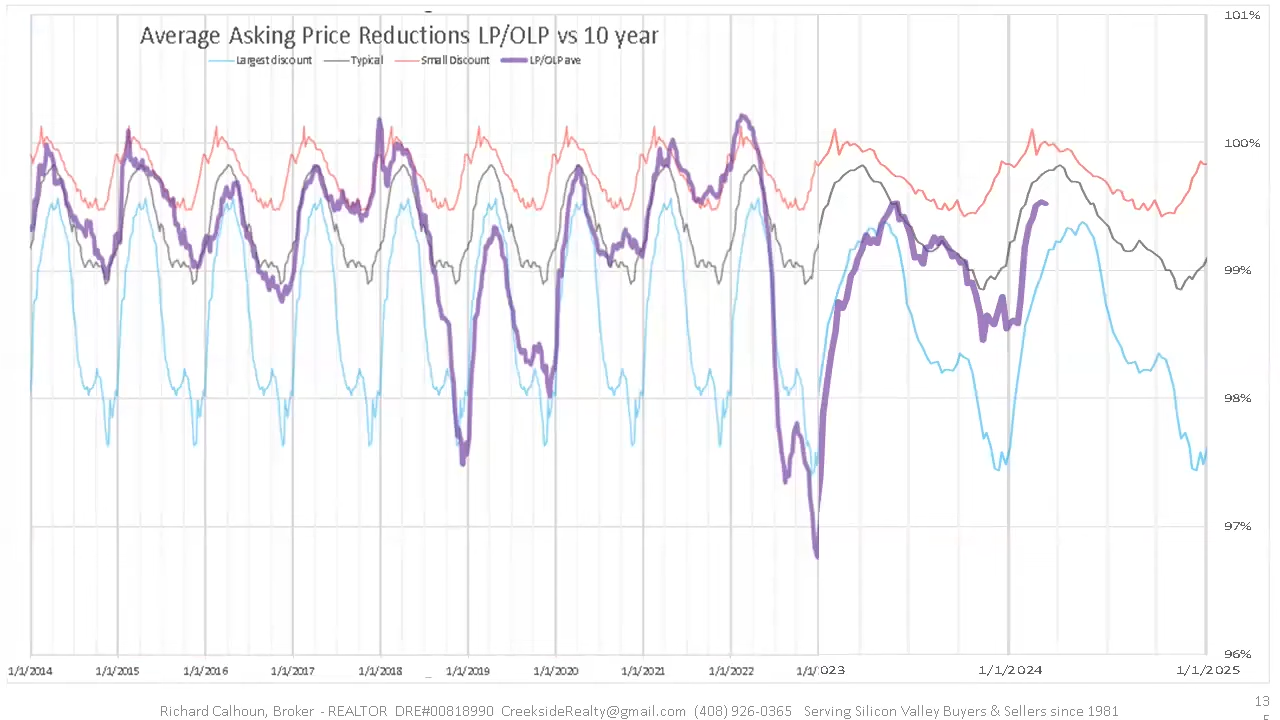 Average Asking Price Reductions LP/OLP vs 10 year
Largest discount Typical Small Discount LP/OLP ave
101%
100%
99%
98%
97%
96%
1/1/2014 1/1/2015 1/1/2016 1/1/2017 1/1/2018 1/1/2019 1/1/2020 1/1/2021 1/1/2022 1/1/023 1/1/2024 1/1/2025
Richard Calhoun, Broker - REALTOR DRE#00818990 CreeksideRealty@gmail.com (408) 926-0365 Serving Silicon Valley Buyers & Sellers since 1981
13